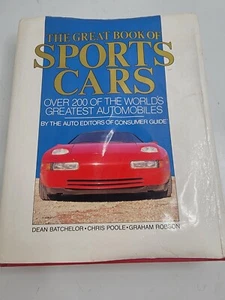 THE GREAT BOOK OF
SPORTS
CARS
OVER 200 OF THE WORLD'S
GREATEST AUTOMOBILES
BY THE AUTO EDITORS OF CONSUMER GUIDE
DEAN BATCHELOR • CHRIS POOLE • GRAHAM ROBSON